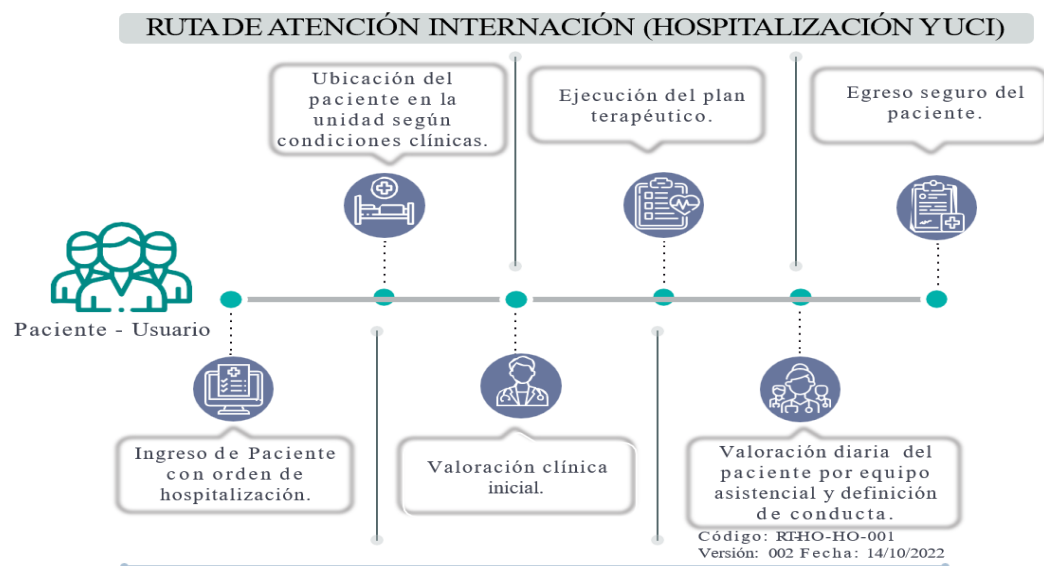 RUTA DE ATENCIÓN INTERNACIÓN (HOSPITALIZACIÓN Y UCI)
Ubicación del
paciente en la
unidad según
condiciones clínicas.
Ejecución del plan
terapéutico.
Egreso seguro del
paciente.
Paciente - Usuario
Ingreso de Paciente
con orden de
hospitalización.
Valoración clínica
inicial.
Valoración diaria del
paciente por equipo
asistencial y definición
de conducta.
Código: RT-HO-HO-001
Versión: 002 Fecha: 14/10/2022